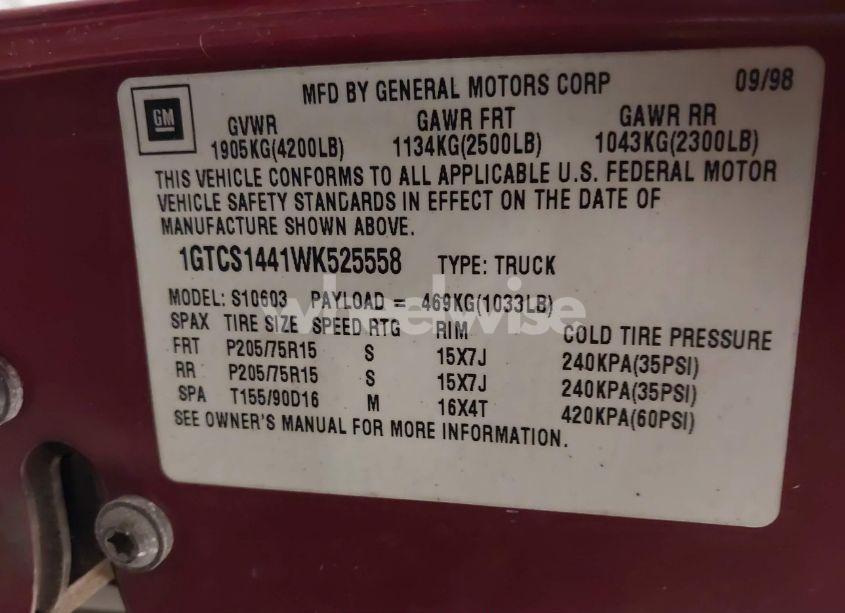 MFD BY GENERAL MOTORS CORP 09/98
GM
GVWR GAWR FRT GAWR RR
1905KG(4200LB) 1134KG(2500LB) 1043KG(2300LB)
THIS VEHICLE CONFORMS TO ALL APPLICABLE U.S. FEDERAL MOTOR
VEHICLE SAFETY STANDARDS IN EFFECT ON THE DATE OF
MANUFACTURE SHOWN ABOVE.
1GTCS1441WK525558 TYPE: TRUCK
MODEL: S10603 PAYLOAD = 469KG(1033LB)
wheelwise
SPAX TIRE SIZE SPEED RTG RIM COLD TIRE PRESSURE
FRT P205/75R15 S 15X7J 240KPA(35PSI)
RR P205/75R15 S 15X7J 240KPA(35PSI)
SPA T155/90D16 M 16X4T 420KPA(60PSI)
SEE OWNER'S MANUAL FOR MORE INFORMATION.